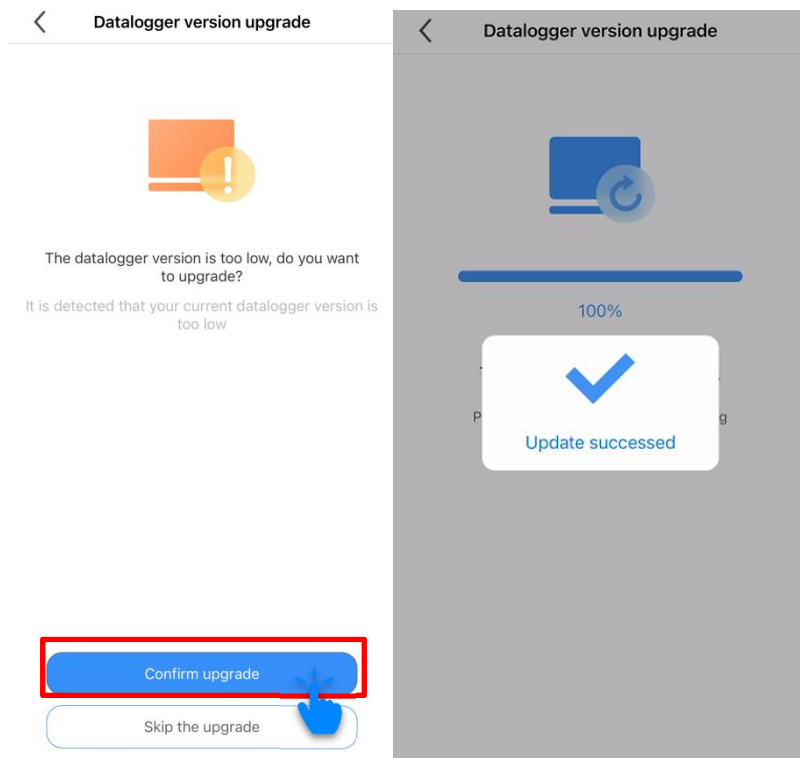 Datalogger version upgrade
The datalogger version is too low, do you want
to upgrade?
It is detected that your current datalogger version is
too low
Confirm upgrade
Skip the upgrade
Datalogger version upgrade
100%
Update successed